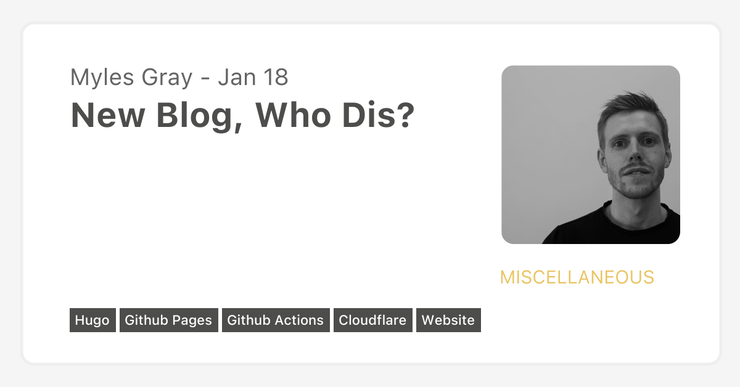 Myles Gray - Jan 18
New Blog, Who Dis?
MISCELLANEOUS
Hugo Github Pages Github Actions Cloudflare Website